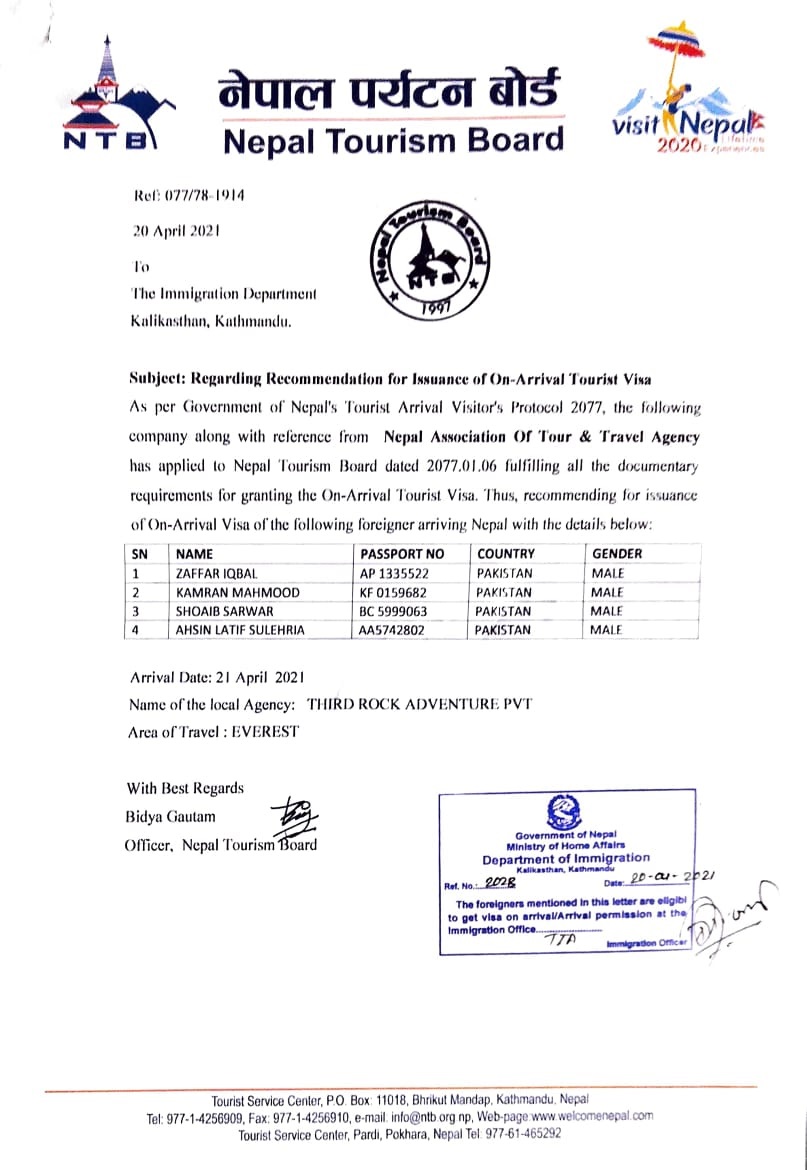 नेपाल पर्यटन बोर्ड
Nepal Tourism Board
NTB
visit Nepal
2020
Ref: 077/78-1914
20 April 2021
Nepal Tourism Board
NTB
1997
To
The Immigration Department
Kalikasthan, Kathmandu.
Subject: Regarding Recommendation for Issuance of On-Arrival Tourist Visa
As per Government of Nepal's Tourist Arrival Visitor's Protocol 2077, the following
company along with reference from Nepal Association Of Tour & Travel Agency
has applied to Nepal Tourism Board dated 2077.01.06 fulfilling all the documentary
requirements for granting the On-Arrival Tourist Visa. Thus, recommending for issuance
of On-Arrival Visa of the following foreigner arriving Nepal with the details below:
SN NAME PASSPORT NO COUNTRY GENDER
1 ZAFFAR IQBAL AP 1335522 PAKISTAN MALE
2 KAMRAN MAHMOOD KF 0159682 PAKISTAN MALE
3 SHOAIB SARWAR BC 5999063 PAKISTAN MALE
4 AHSIN LATIF SULEHRIA AA5742802 PAKISTAN MALE
Arrival Date: 21 April 2021
Name of the local Agency: THIRD ROCK ADVENTURE PVT
Area of Travel : EVEREST
With Best Regards
Bidya Gautam
Officer, Nepal Tourism Board
Government of Nepal
Ministry of Home Affairs
Department of Immigration
Kalikasthan, Kathmandu
Ref. No.: 2028 Date: 20-04-2021
The foreigners mentioned in this letter are eligibl
to get visa on arrival/Arrival permission at the
Immigration Office TIA
Immigration Officer
Tourist Service Center, P.O. Box: 11018, Bhrikut Mandap, Kathmandu, Nepal
Tel: 977-1-4256909, Fax: 977-1-4256910, e-mail: info@ntb.org.np, Web-page:www.welcomenepal.com
Tourist Service Center, Pardi, Pokhara, Nepal Tel: 977-61-465292